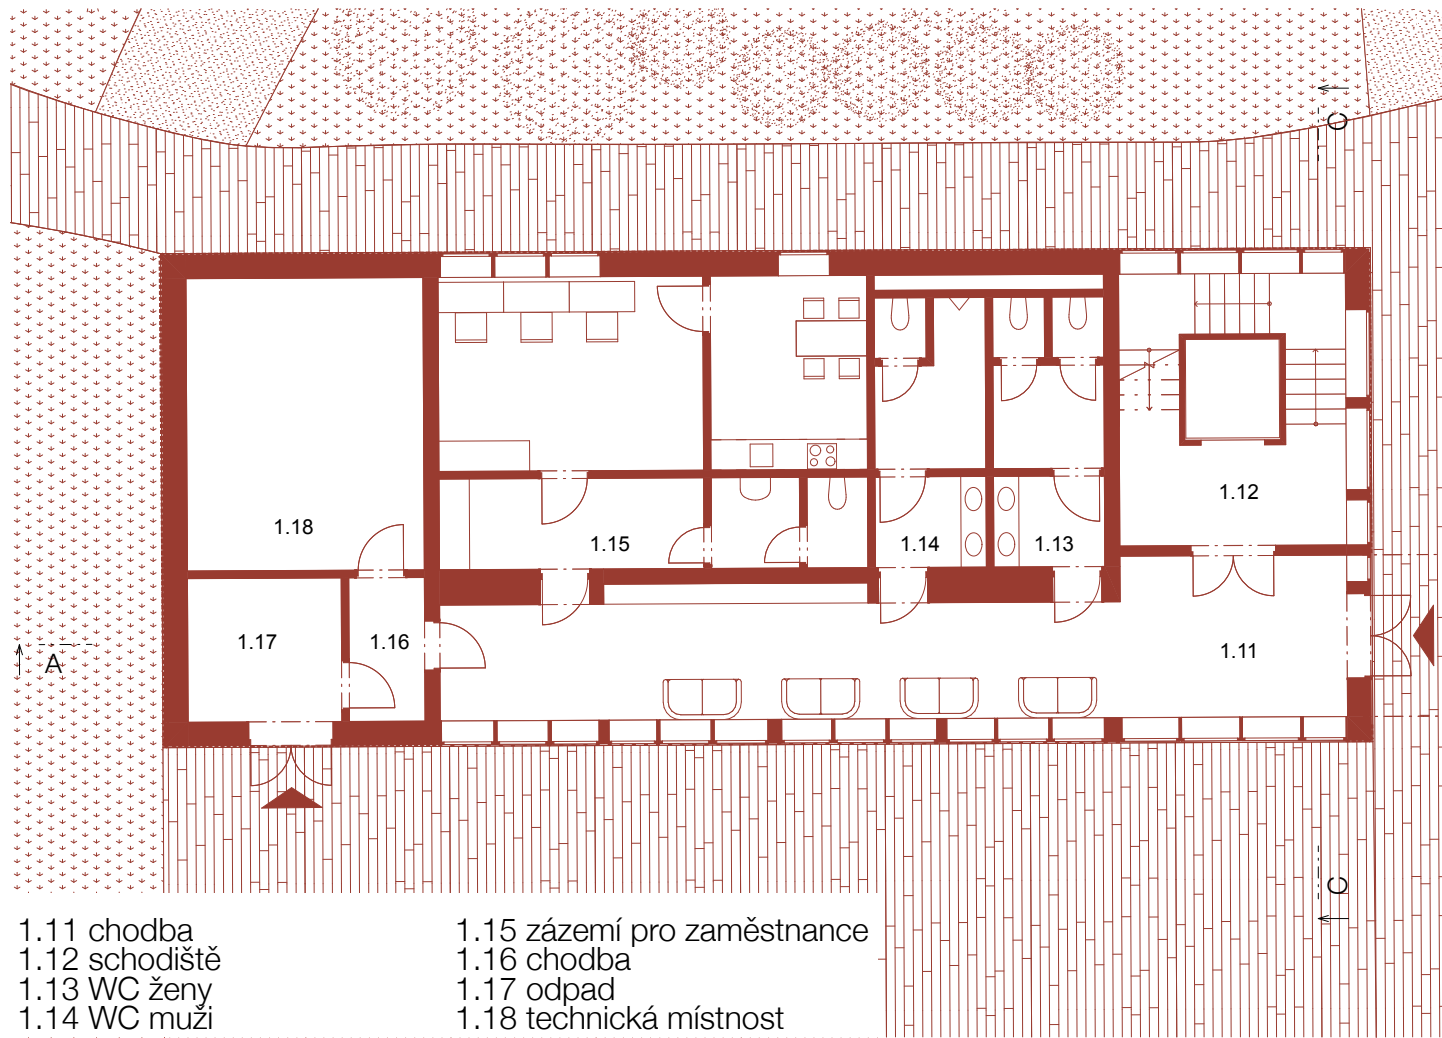 C
1.12
1.18
1.15
1.14
1.13
1.17
1.16
1.11
A
C
1.11 chodba
1.12 schodiště
1.13 WC ženy
1.14 WC muži
1.15 zázemí pro zaměstnance
1.16 chodba
1.17 odpad
1.18 technická místnost